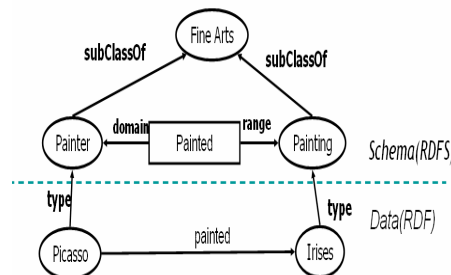 Fine Arts
subClassOf
subClassOf
Painter
domain
Painted
range
Painting
Schema(RDFS)
type
type
Data(RDF)
Picasso
painted
Irises